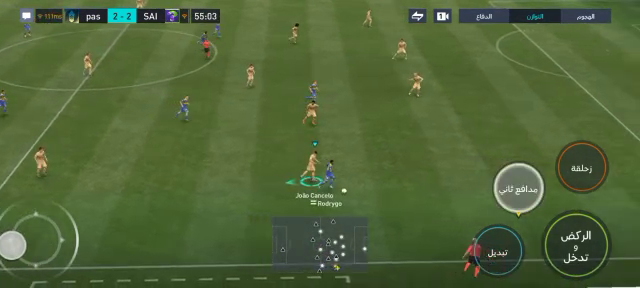 111ms pas 2 - 2 SAI 55:03
1 الدفاع التوازن الهجوم
زحلقة
مدافع ثاني
João Cancelo
Rodrygo
الركض
و
تدخل
تبديل